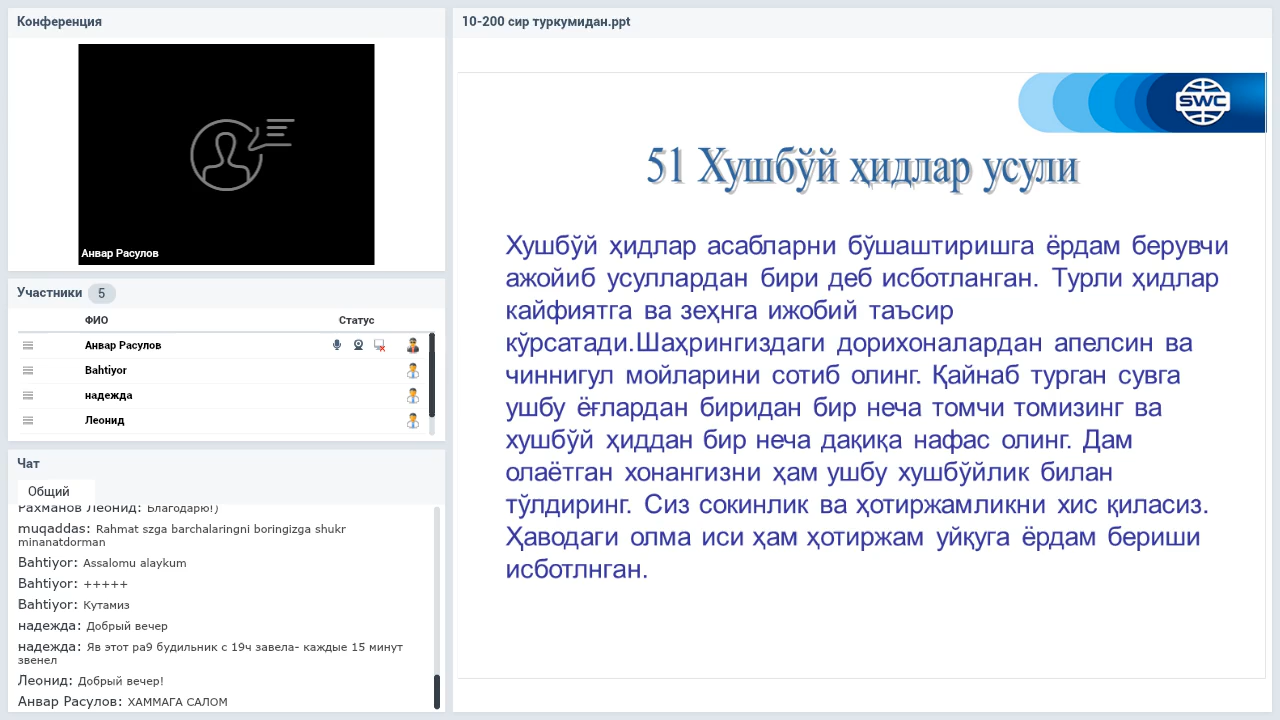 Конференция
Анвар Расулов
Участники 5
ФИО Статус
Анвар Расулов
Bahtiyor
надежда
Леонид
Чат
Общий
Рахманов Леонид: Благодарю!)
muqaddas: Rahmat szga barchalaringni boringizga shukr
minanatdorman
Bahtiyor: Assalomu alaykum
Bahtiyor: +++++
Bahtiyor: Кутамиз
надежда: Добрый вечер
надежда: Яв этот ра9 будильник с 19ч завела- каждые 15 минут
звенел
Леонид: Добрый вечер!
Анвар Расулов: ХАММАГА САЛОМ
10-200 сир туркумидан.ppt
SWC
51 Хушбўй ҳидлар усули
Хушбўй ҳидлар асабларни бўшаштиришга ёрдам берувчи
ажойиб усуллардан бири деб исботланган. Турли ҳидлар
кайфиятга ва зеҳнга ижобий таъсир
кўрсатади.Шаҳрингиздаги дорихоналардан апелсин ва
чиннигул мойларини сотиб олинг. Қайнаб турган сувга
ушбу ёғлардан биридан бир неча томчи томизинг ва
хушбўй ҳиддан бир неча дақиқа нафас олинг. Дам
олаётган хонангизни ҳам ушбу хушбўйлик билан
тўлдиринг. Сиз сокинлик ва ҳотиржамликни хис қиласиз.
Ҳаводаги олма иси ҳам ҳотиржам уйқуга ёрдам бериши
исботлнган.